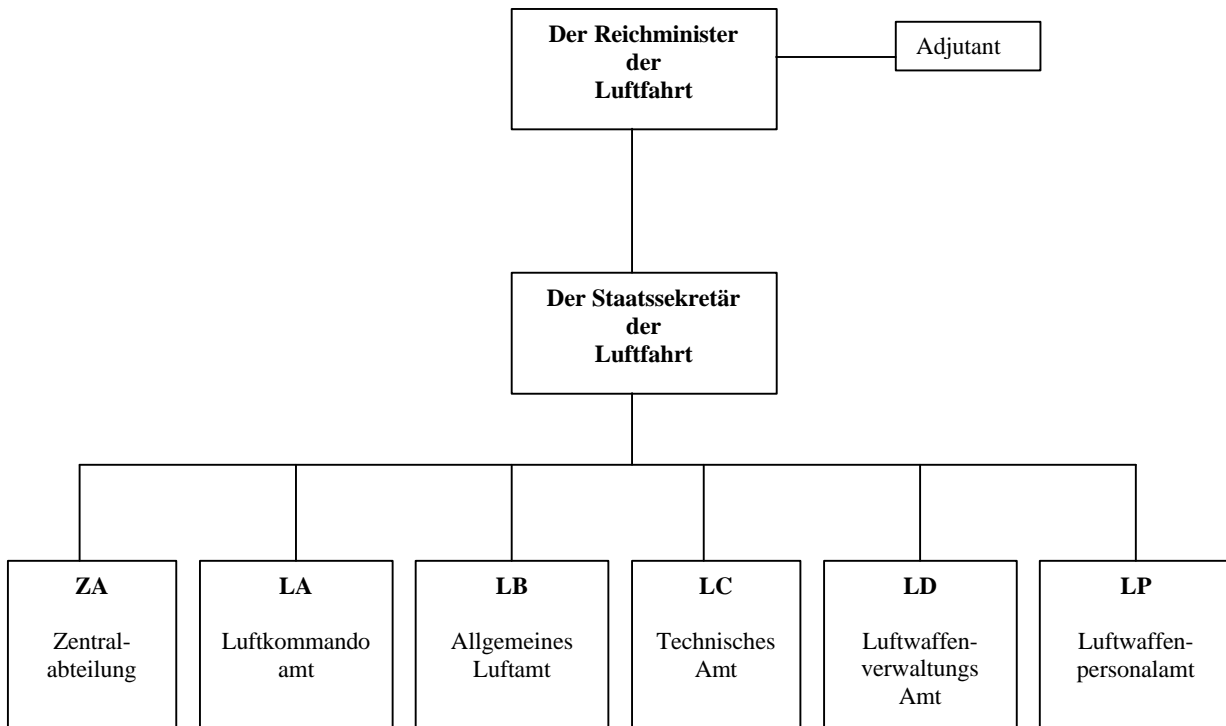 Der Reichminister
der
Luftfahrt
Adjutant
Der Staatssekretär
der
Luftfahrt
ZA
Zentral-
abteilung
LA
Luftkommando
amt
LB
Allgemeines
Luftamt
LC
Technisches
Amt
LD
Luftwaffen-
verwaltungs
Amt
LP
Luftwaffen-
personalamt